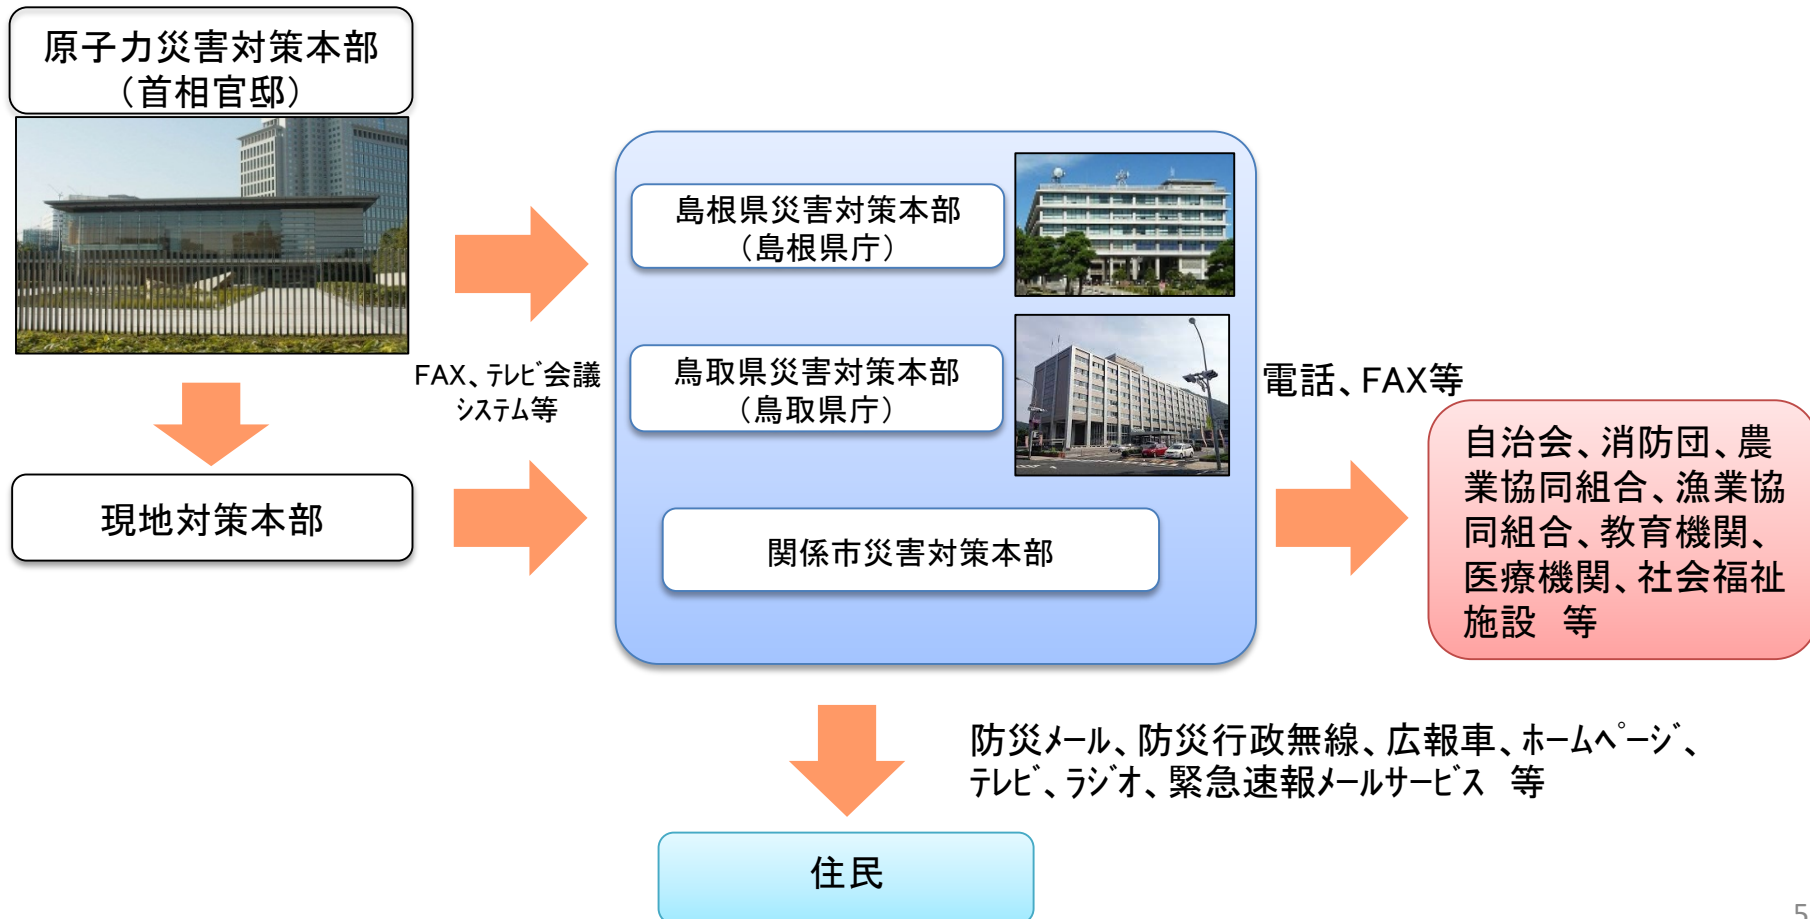 原子力災害対策本部
（首相官邸）
島根県災害対策本部
（島根県庁）
FAX、ﾃﾚﾋﾞ会議
ｼｽﾃﾑ等
鳥取県災害対策本部
（鳥取県庁）
電話、FAX等
現地対策本部
関係市災害対策本部
自治会、消防団、農
業協同組合、漁業協
同組合、教育機関、
医療機関、社会福祉
施設　等
防災ﾒｰﾙ、防災行政無線、広報車、ﾎｰﾑﾍﾟｰｼﾞ、
ﾃﾚﾋﾞ、ﾗｼﾞｵ、緊急速報ﾒｰﾙｻｰﾋﾞｽ　等
住民
5